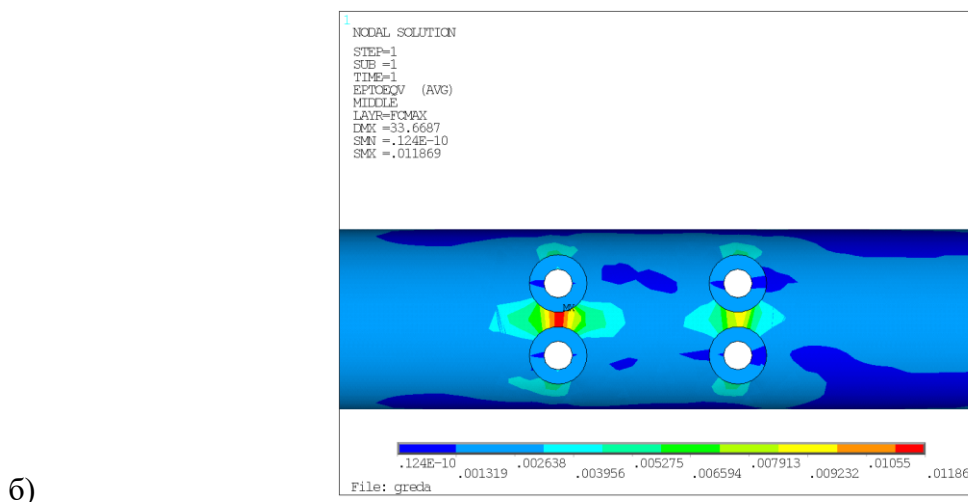 1
NODAL SOLUTION
STEP=1
SUB =1
TIME=1
EPTOEQV (AVG)
MIDDLE
LAYR=FCMAX
DMX =33.6687
SMN =.124E-10
SMX =.011869
MX
.124E-10 .002638 .005275 .007913 .01055
.001319 .003956 .006594 .009232 .01186
File: greda
б)